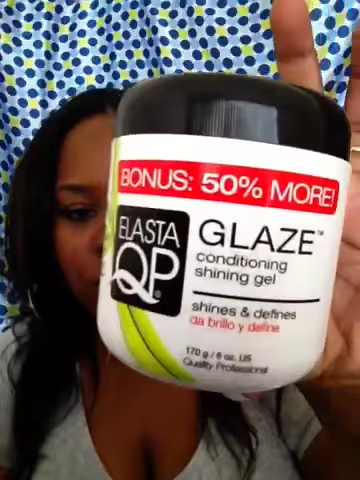 BONUS: 50% MORE!
ELASTA
QP®
GLAZE™
conditioning
shining gel
shines & defines
da brillo y define
170 g / 6 oz. US
Quality Professional